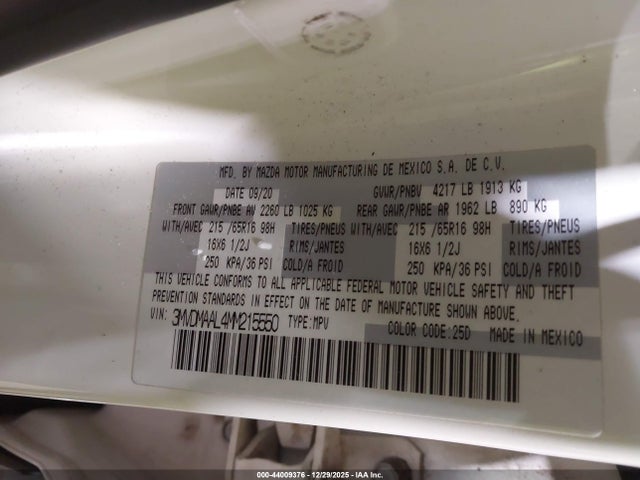 MFD. BY MAZDA MOTOR MANUFACTURING DE MEXICO S.A. DE C.V.
DATE 09/20 GVWR/PNBV 4217 LB 1913 KG
FRONT GAWR/PNBE AV 2260 LB 1025 KG REAR GAWR/PNBE AR 1962 LB 890 KG
WITH/AVEC 215 /65R16 98H TIRES/PNEUS WITH/AVEC 215 /65R16 98H TIRES/PNEUS
16X6 1/2J RIMS/JANTES 16X6 1/2J RIMS/JANTES
250 KPA/36 PSI COLD/A FROID 250 KPA/36 PSI COLD/A FROID
THIS VEHICLE CONFORMS TO ALL APPLICABLE FEDERAL MOTOR VEHICLE SAFETY AND THEFT
PREVENTION STANDARDS IN EFFECT ON THE DATE OF MANUFACTURE SHOWN ABOVE.
VIN: 3MVDMAAL4MM215550 TYPE:MPV
COLOR CODE:25D MADE IN MEXICO
000-44009376 - 12/29/2025 - IAA Inc.